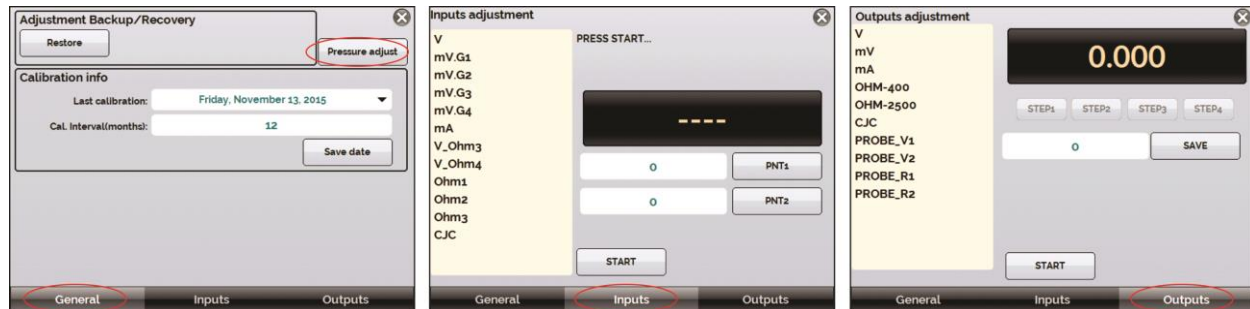 Adjustment Backup/Recovery
Restore
Pressure adjust
Calibration info
Last calibration: Friday, November 13, 2015
Cal. Interval(months): 12
Save date
General Inputs Outputs
Inputs adjustment
V
mV.G1
mV.G2
mV.G3
mV.G4
mA
V_Ohm3
V_Ohm4
Ohm1
Ohm2
Ohm3
CJC
PRESS START...
----
0 PNT1
0 PNT2
START
General Inputs Outputs
Outputs adjustment
V
mV
mA
OHM-400
OHM-2500
CJC
PROBE_V1
PROBE_V2
PROBE_R1
PROBE_R2
0.000
STEP1 STEP2 STEP3 STEP4
0 SAVE
START
General Inputs Outputs